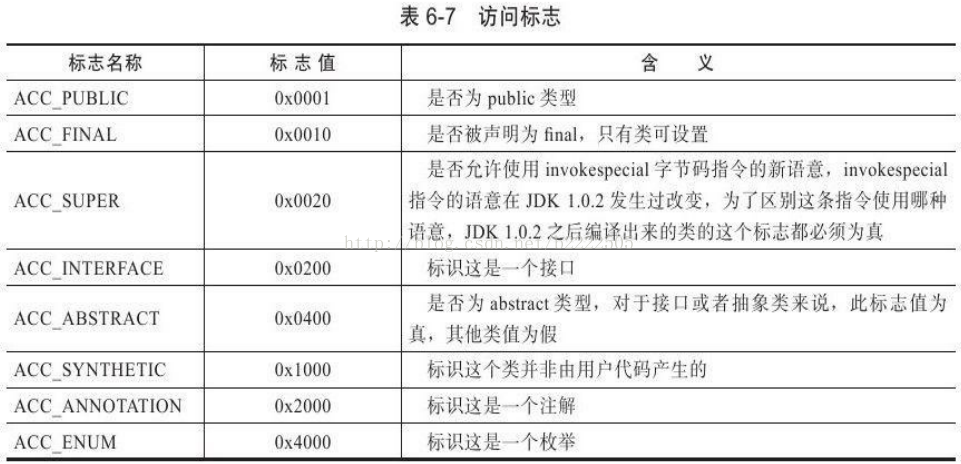 表 6-7 访问标志
标志名称 标 志 值 含 义
ACC_PUBLIC 0x0001 是否为 public 类型
ACC_FINAL 0x0010 是否被声明为 final，只有类可设置
是否允许使用 invokespecial 字节码指令的新语意，invokespecial
ACC_SUPER 0x0020 指令的语意在 JDK 1.0.2 发生过改变，为了区别这条指令使用哪种
语意，JDK 1.0.2 之后编译出来的类的这个标志都必须为真
ACC_INTERFACE 0x0200 标识这是一个接口
是否为 abstract 类型，对于接口或者抽象类来说，此标志值为
ACC_ABSTRACT 0x0400
真，其他类值为假
ACC_SYNTHETIC 0x1000 标识这个类并非由用户代码产生的
ACC_ANNOTATION 0x2000 标识这是一个注解
ACC_ENUM 0x4000 标识这是一个枚举